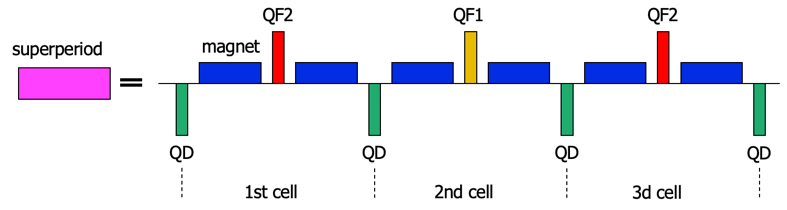 superperiod
=
QF2
QF1
QF2
magnet
QD
QD
QD
QD
1st cell
2nd cell
3d cell